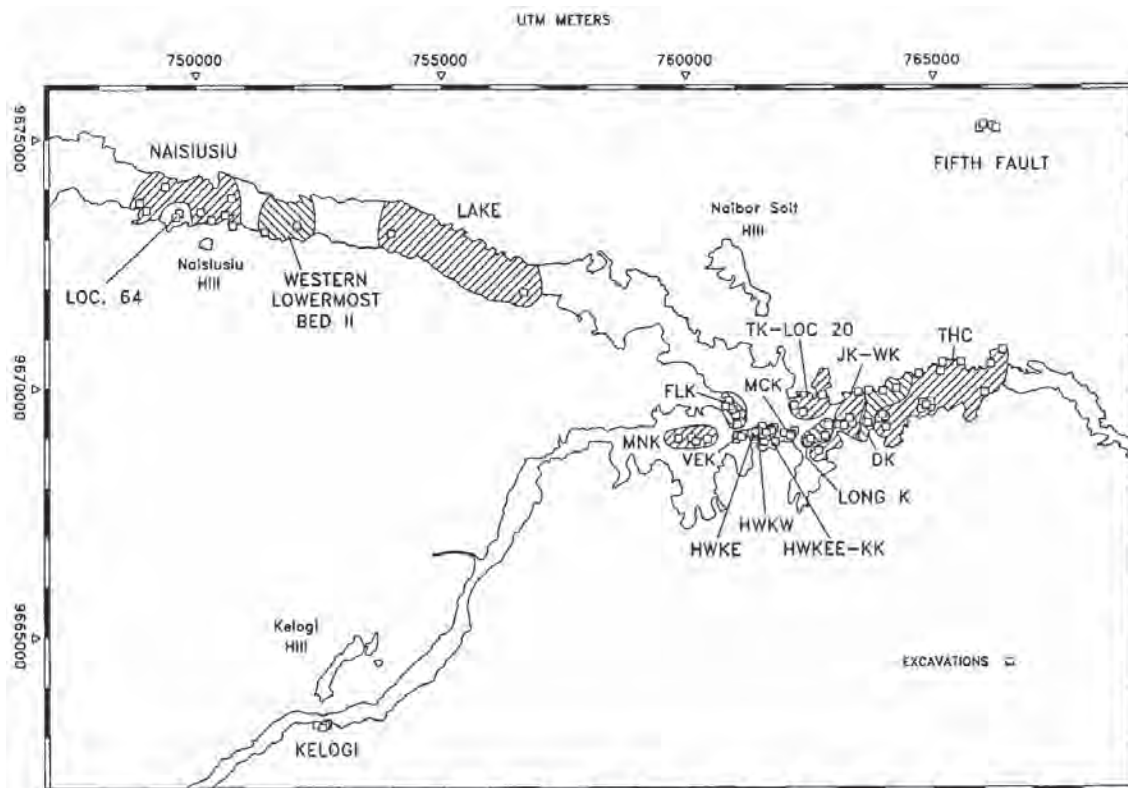 UTM METERS
750000
755000
760000
765000
9675000
NAISIUSIU
FIFTH FAULT
LAKE
Naibor Soit
Hill
Naisiusiu
Hill
LOC. 64
WESTERN
LOWERMOST
BED II
TK-LOC 20
THC
JK-WK
9670000
FLK
MCK
MNK
VEK
DK
LONG K
HWKW
HWKE
HWKEE-KK
Kelogi
Hill
9665000
EXCAVATIONS
KELOGI